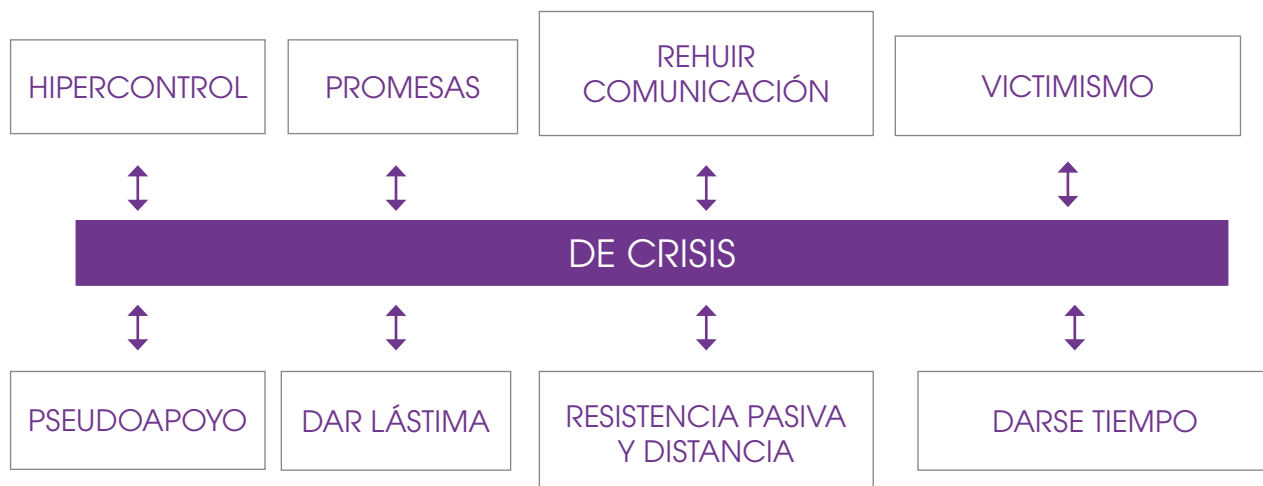 HIPERCONTROL
PROMESAS
REHUIR
COMUNICACIÓN
VICTIMISMO
DE CRISIS
PSEUDOAPOYO
DAR LÁSTIMA
RESISTENCIA PASIVA
Y DISTANCIA
DARSE TIEMPO